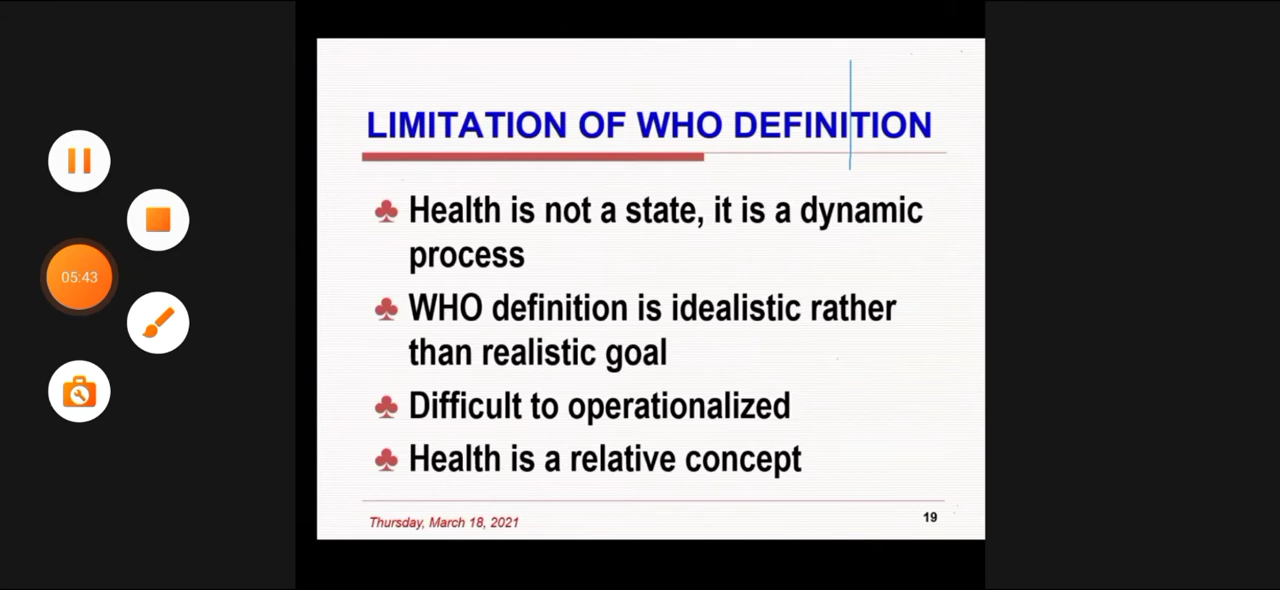 LIMITATION OF WHO DEFINITION
Health is not a state, it is a dynamic
process
WHO definition is idealistic rather
than realistic goal
Difficult to operationalized
Health is a relative concept
Thursday, March 18, 2021
19
05:43